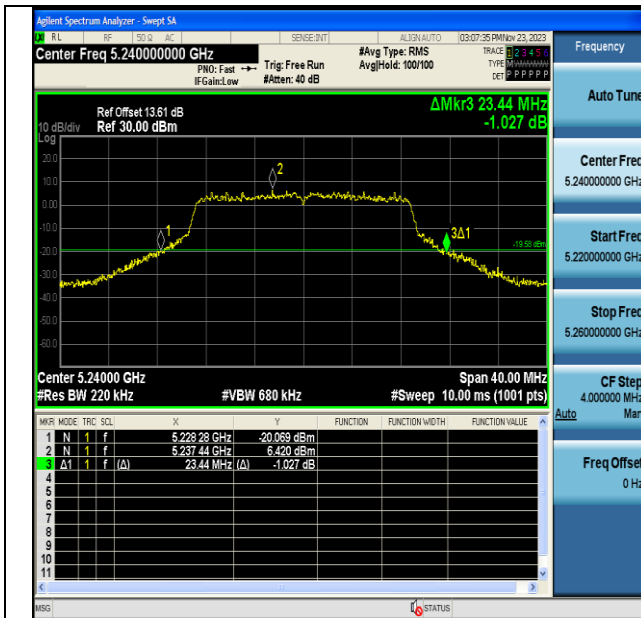 Agilent Spectrum Analyzer - Swept SA
RL RF 50 Ω AC SENSE:INT ALIGN AUTO 03:07:35 PM Nov 23, 2023
Center Freq 5.240000000 GHz
PNO: Fast
IFGain:Low
Trig: Free Run
#Atten: 40 dB
#Avg Type: RMS
Avg|Hold: 100/100
TRACE 1 2 3 4 5 6
TYPE M W W W W W
DET P P P P P P
Frequency
Auto Tune
Center Freq
5.240000000 GHz
Start Freq
5.220000000 GHz
Stop Freq
5.260000000 GHz
CF Step
4.000000 MHz
Auto Man
Freq Offset
0 Hz
Ref Offset 13.61 dB
10 dB/div Ref 30.00 dBm
Log
ΔMkr3 23.44 MHz
-1.027 dB
20.0
10.0
0.00
-10.0
-20.0
-30.0
-40.0
-50.0
-60.0
1
2
3Δ1
-19.58 dBm
Center 5.24000 GHz Span 40.00 MHz
#Res BW 220 kHz #VBW 680 kHz #Sweep 10.00 ms (1001 pts)
MKR MODE TRC SCL X Y FUNCTION FUNCTION WIDTH FUNCTION VALUE
1 N 1 f 5.228 28 GHz -20.069 dBm
2 N 1 f 5.237 44 GHz 6.420 dBm
3 Δ1 1 f (Δ) 23.44 MHz (Δ) -1.027 dB
4
5
6
7
8
9
10
11
MSG STATUS